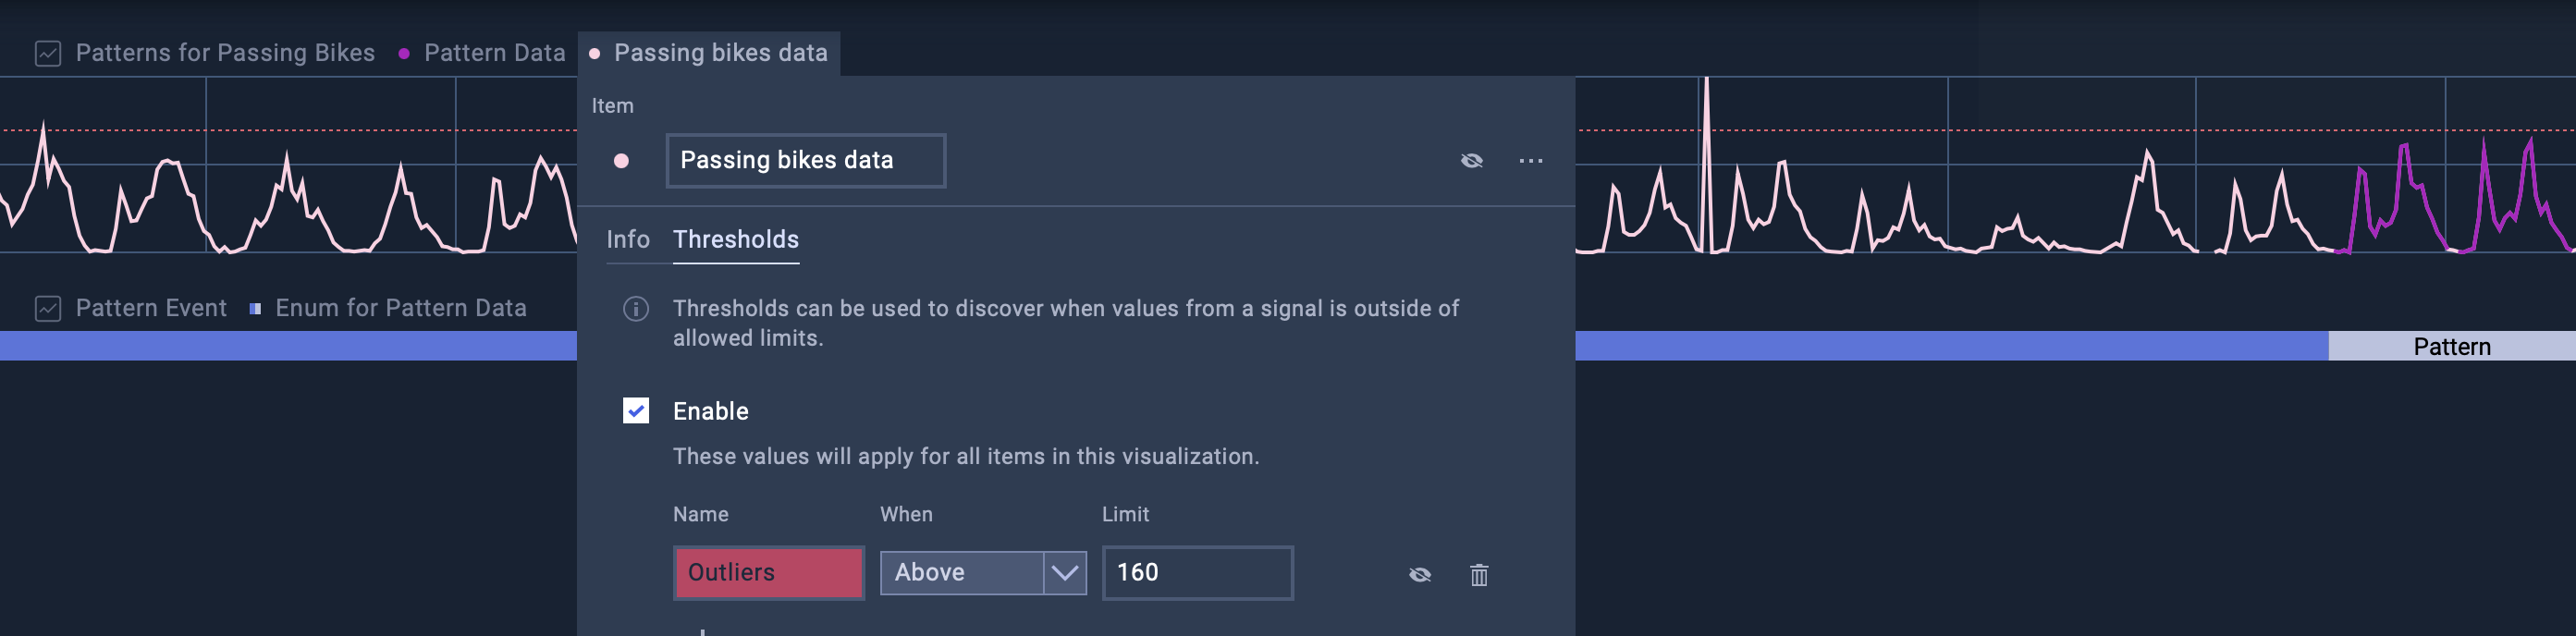 Patterns for Passing Bikes Pattern Data Passing bikes data
Item
Passing bikes data
Info Thresholds
Pattern Event Enum for Pattern Data
Thresholds can be used to discover when values from a signal is outside of
allowed limits.
Pattern
Enable
These values will apply for all items in this visualization.
Name When Limit
Outliers Above 160